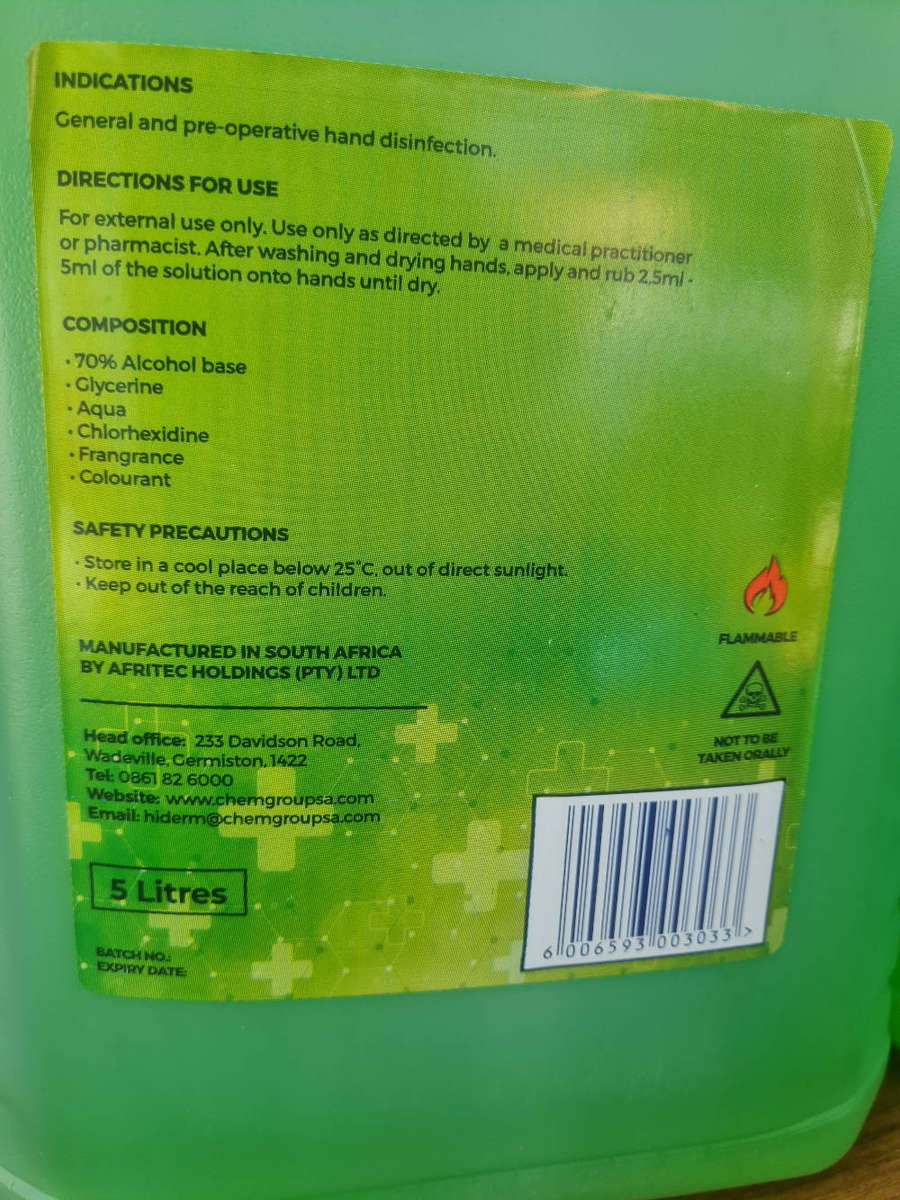 INDICATIONS
General and pre-operative hand disinfection.
DIRECTIONS FOR USE
For external use only. Use only as directed by a medical practitioner
or pharmacist. After washing and drying hands, apply and rub 2,5ml -
5ml of the solution onto hands until dry.
COMPOSITION
• 70% Alcohol base
• Glycerine
• Aqua
• Chlorhexidine
• Frangrance
• Colourant
SAFETY PRECAUTIONS
• Store in a cool place below 25°C, out of direct sunlight.
• Keep out of the reach of children.
FLAMMABLE
MANUFACTURED IN SOUTH AFRICA
BY AFRITEC HOLDINGS (PTY) LTD
NOT TO BE
TAKEN ORALLY
Head office: 233 Davidson Road,
Wadeville, Germiston, 1422
Tel: 0861 82 6000
Website: www.chemgroupsa.com
Email: hiderm@chemgroupsa.com
5 Litres
6 006593 003033 >
BATCH NO.:
EXPIRY DATE: